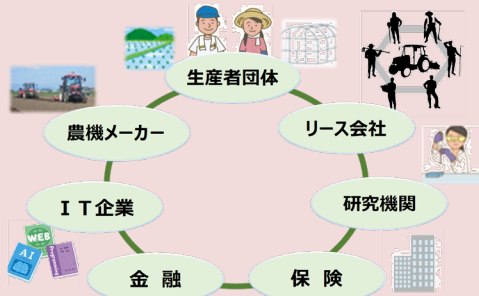 生産者団体
農機メーカー
リース会社
ＩＴ企業
研究機関
金 融
保 険
WEB
AI